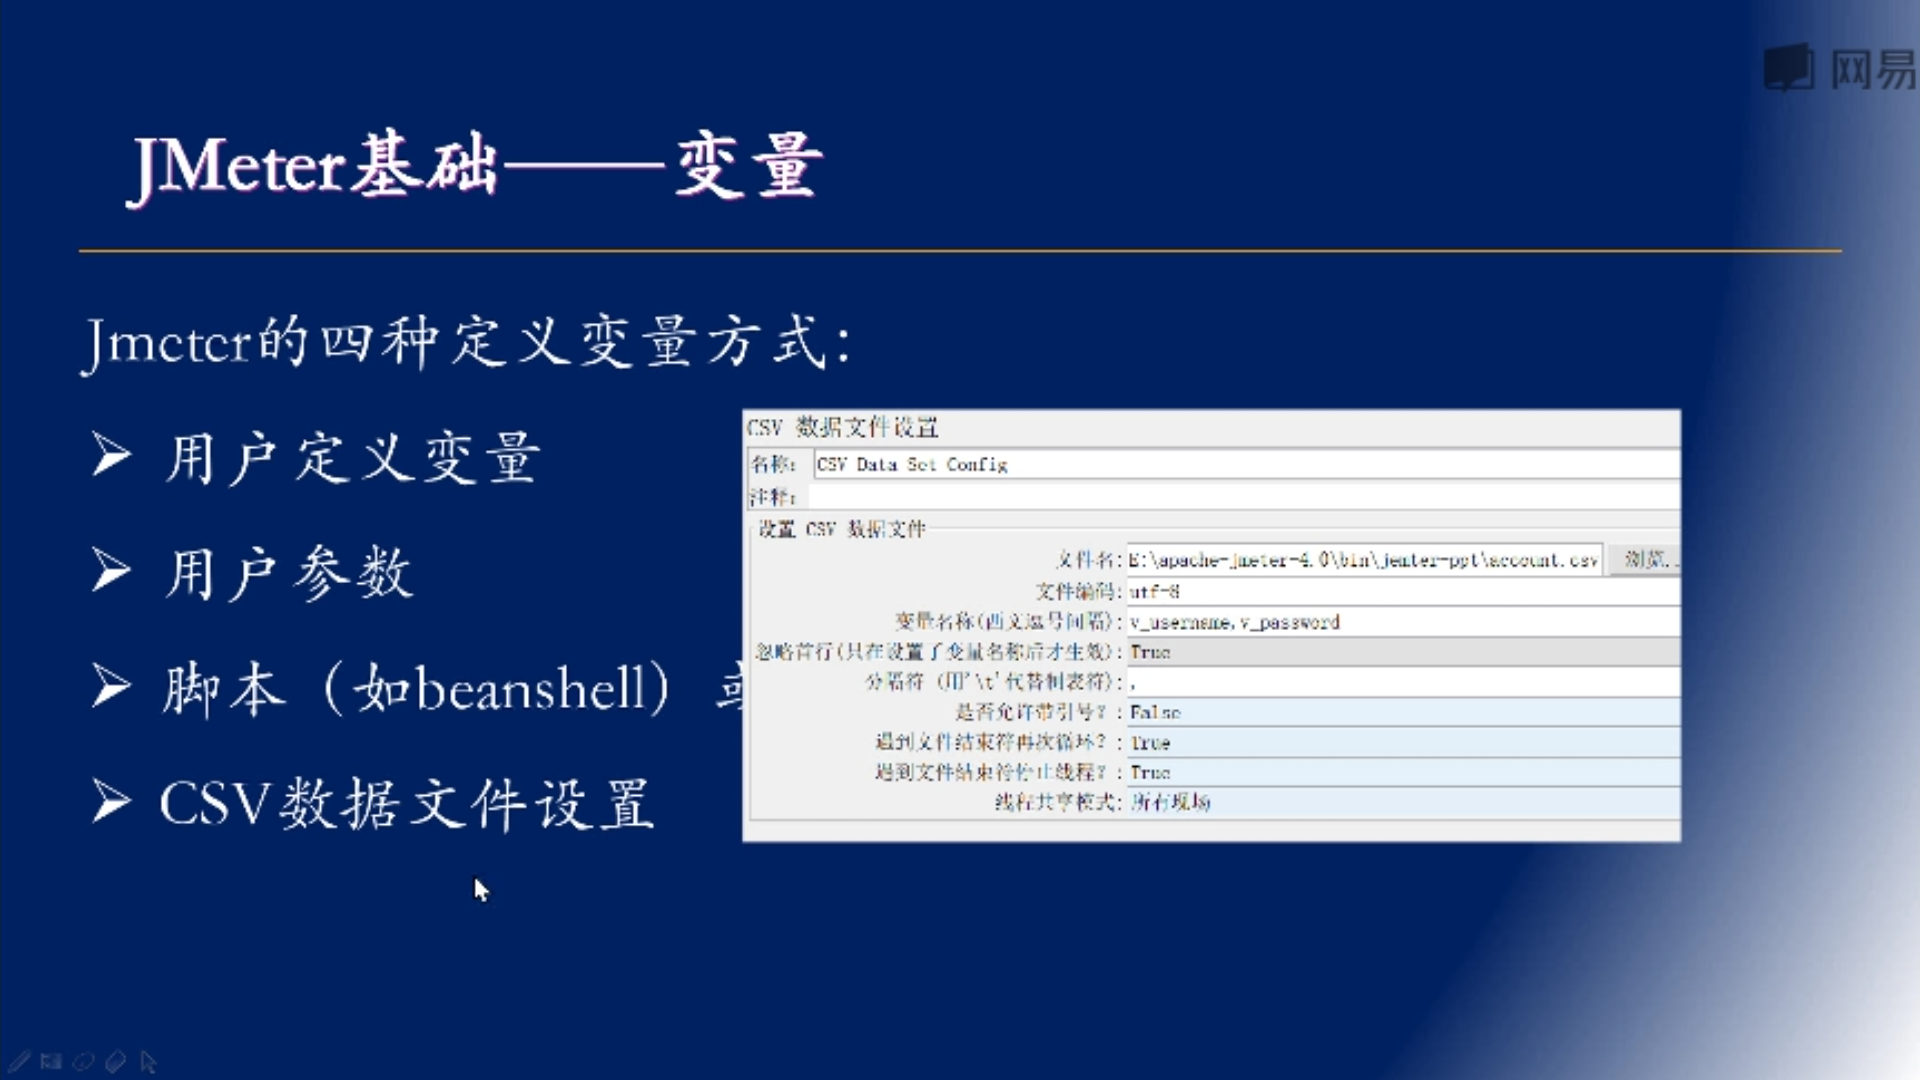 网易
JMeter基础——变量
Jmeter的四种定义变量方式：
用户定义变量
用户参数
脚本（如beanshell）或
CSV数据文件设置
CSV 数据文件设置
名称： CSV Data Set Config
注释：
设置 CSV 数据文件
文件名： E:\apache-jmeter-4.0\bin\jemter-ppt\account.csv 浏览..
文件编码： utf-8
变量名称(西文逗号间隔)： v_username,v_password
忽略首行(只在设置了变量名称后才生效)： True
分隔符 (用'\t'代替制表符)： ,
是否允许带引号？： False
遇到文件结束符再次循环？： True
遇到文件结束符停止线程？： True
线程共享模式： 所有现场